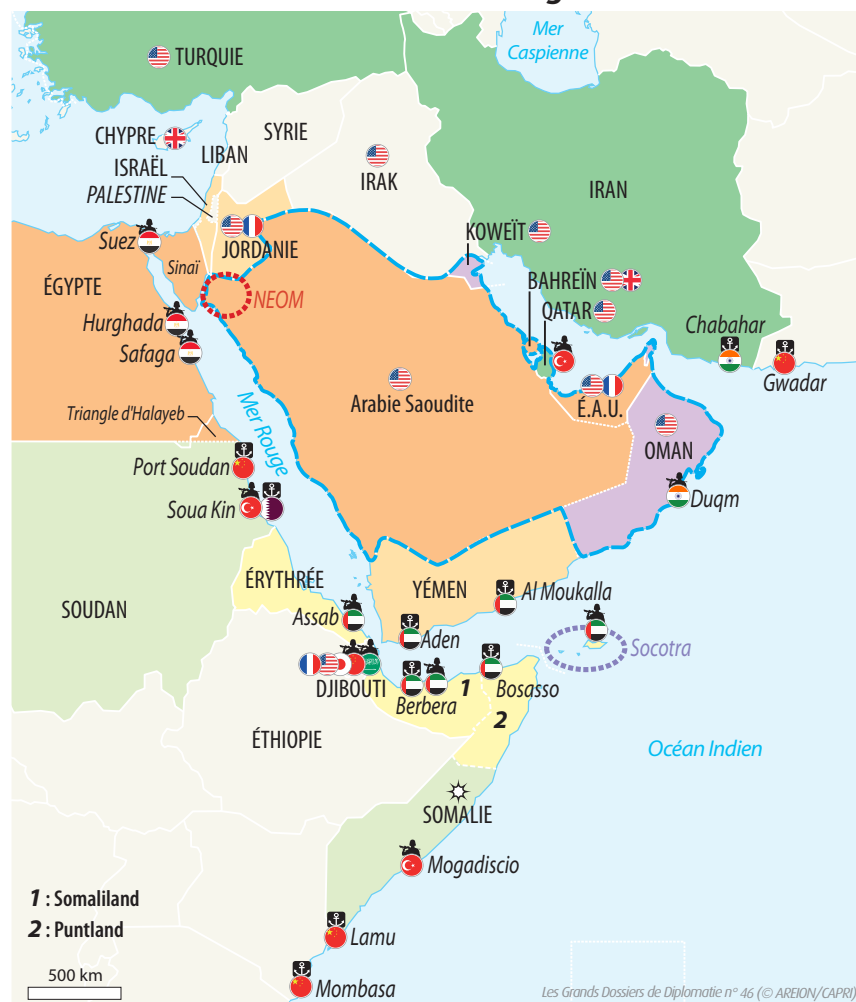 Mer
Caspienne
TURQUIE
CHYPRE
SYRIE
LIBAN
ISRAËL
PALESTINE
IRAK
IRAN
JORDANIE
KOWEÏT
Suez
Sinaï
BAHREÏN
ÉGYPTE
NEOM
QATAR
Hurghada
Chabahar
Safaga
Gwadar
Mer Rouge
Arabie Saoudite
É.A.U.
Triangle d'Halayeb
OMAN
Port Soudan
Duqm
Soua Kin
ÉRYTHRÉE
YÉMEN
Al Moukalla
SOUDAN
Assab
Aden
Socotra
DJIBOUTI
Berbera
1
Bosasso
2
ÉTHIOPIE
Océan Indien
SOMALIE
Mogadiscio
1 : Somaliland
2 : Puntland
Lamu
500 km
Mombasa
Les Grands Dossiers de Diplomatie n° 46 (© AREION/CAPRI)